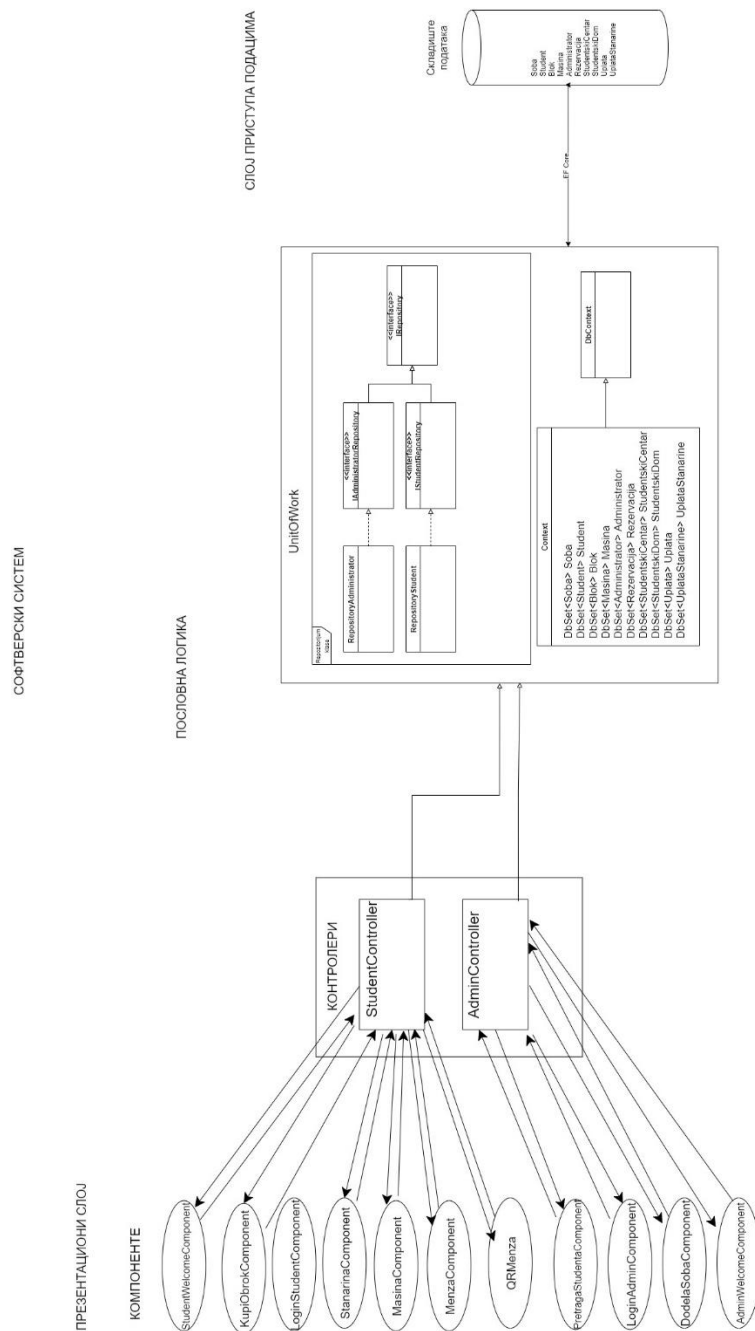 СОФТВЕРСКИ СИСТЕМ
ПРЕЗЕНТАЦИОНИ СЛОЈ
ПОСЛОВНА ЛОГИКА
СЛОЈ ПРИСТУПА ПОДАЦИМА
КОМПОНЕНТЕ
StudentWelcomeComponent
KupiObrokComponent
LoginStudentComponent
StanarinaComponent
MasinaComponent
MenzaComponent
QRMenza
PretragaStudentaComponent
LoginAdminComponent
DodelaSobaComponent
AdminWelcomeComponent
КОНТРОЛЕРИ
StudentController
AdminController
UnitOfWork
Repositorijum
klase
RepositoryAdministrator
RepositoryStudent
<<interface>>
IAdministratorRepository
<<interface>>
IStudentRepository
<<interface>>
IRepository
Context
DbSet<Soba> Soba
DbSet<Student> Student
DbSet<Blok> Blok
DbSet<Masina> Masina
DbSet<Administrator> Administrator
DbSet<Rezervacija> Rezervacija
DbSet<StudentskiCentar> StudentskiCentar
DbSet<StudentskiDom> StudentskiDom
DbSet<Uplata> Uplata
DbSet<UplataStanarine> UplataStanarine
DbContext
EF Core
Складиште
података
Soba
Student
Blok
Masina
Administrator
Rezervacija
StudentskiCentar
StudentskiDom
Uplata
UplataStanarine